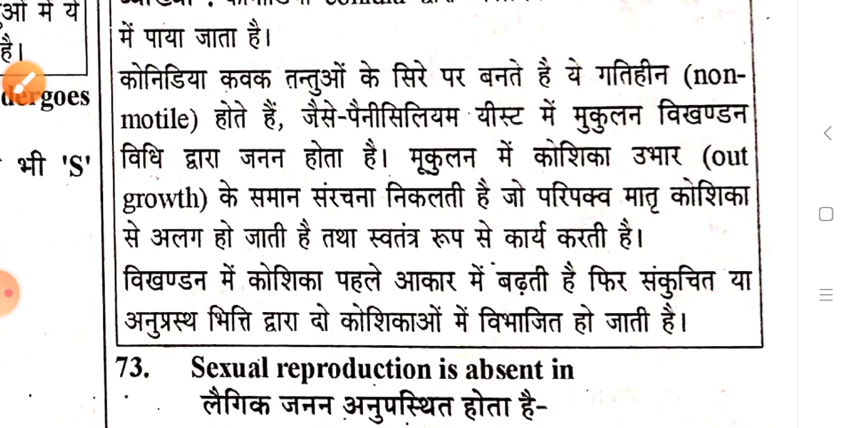 ओं में ये
है।
dergoes
भी 'S'
में पाया जाता है।
कोनिडिया कवक तन्तुओं के सिरे पर बनते है ये गतिहीन (non-
motile) होते हैं, जैसे-पैनीसिलियम यीस्ट में मुकुलन विखण्डन
विधि द्वारा जनन होता है। मूकुलन में कोशिका उभार (out
growth) के समान संरचना निकलती है जो परिपक्व मातृ कोशिका
से अलग हो जाती है तथा स्वतंत्र रूप से कार्य करती है।
विखण्डन में कोशिका पहले आकार में बढ़ती है फिर संकुचित या
अनुप्रस्थ भित्ति द्वारा दो कोशिकाओं में विभाजित हो जाती है।
73. Sexual reproduction is absent in
लैगिक जनन अनुपस्थित होता है-